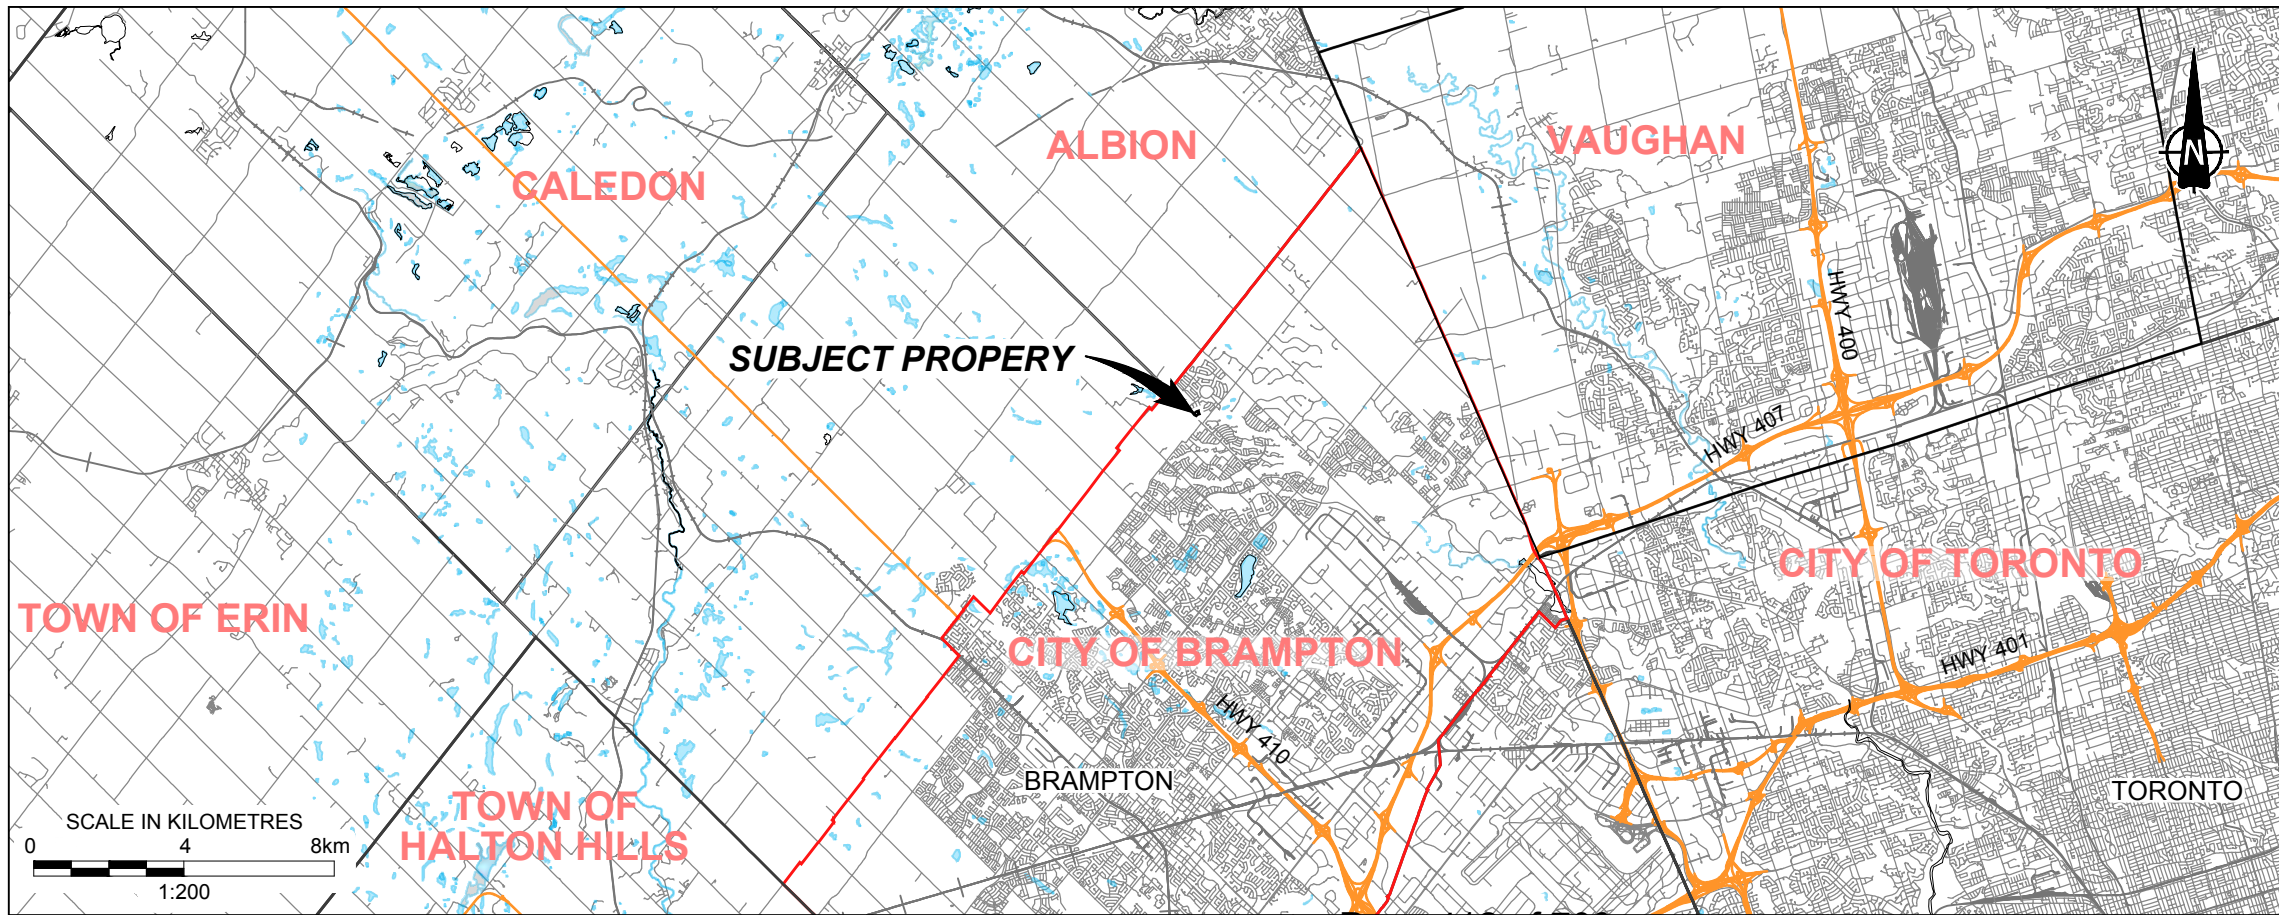 ALBION
VAUGHAN
N
CALEDON
HWY 400
SUBJECT PROPERY
HWY 407
CITY OF TORONTO
TOWN OF ERIN
CITY OF BRAMPTON
HWY 401
HWY 410
BRAMPTON
TORONTO
TOWN OF
HALTON HILLS
SCALE IN KILOMETRES
0 4 8km
1:200